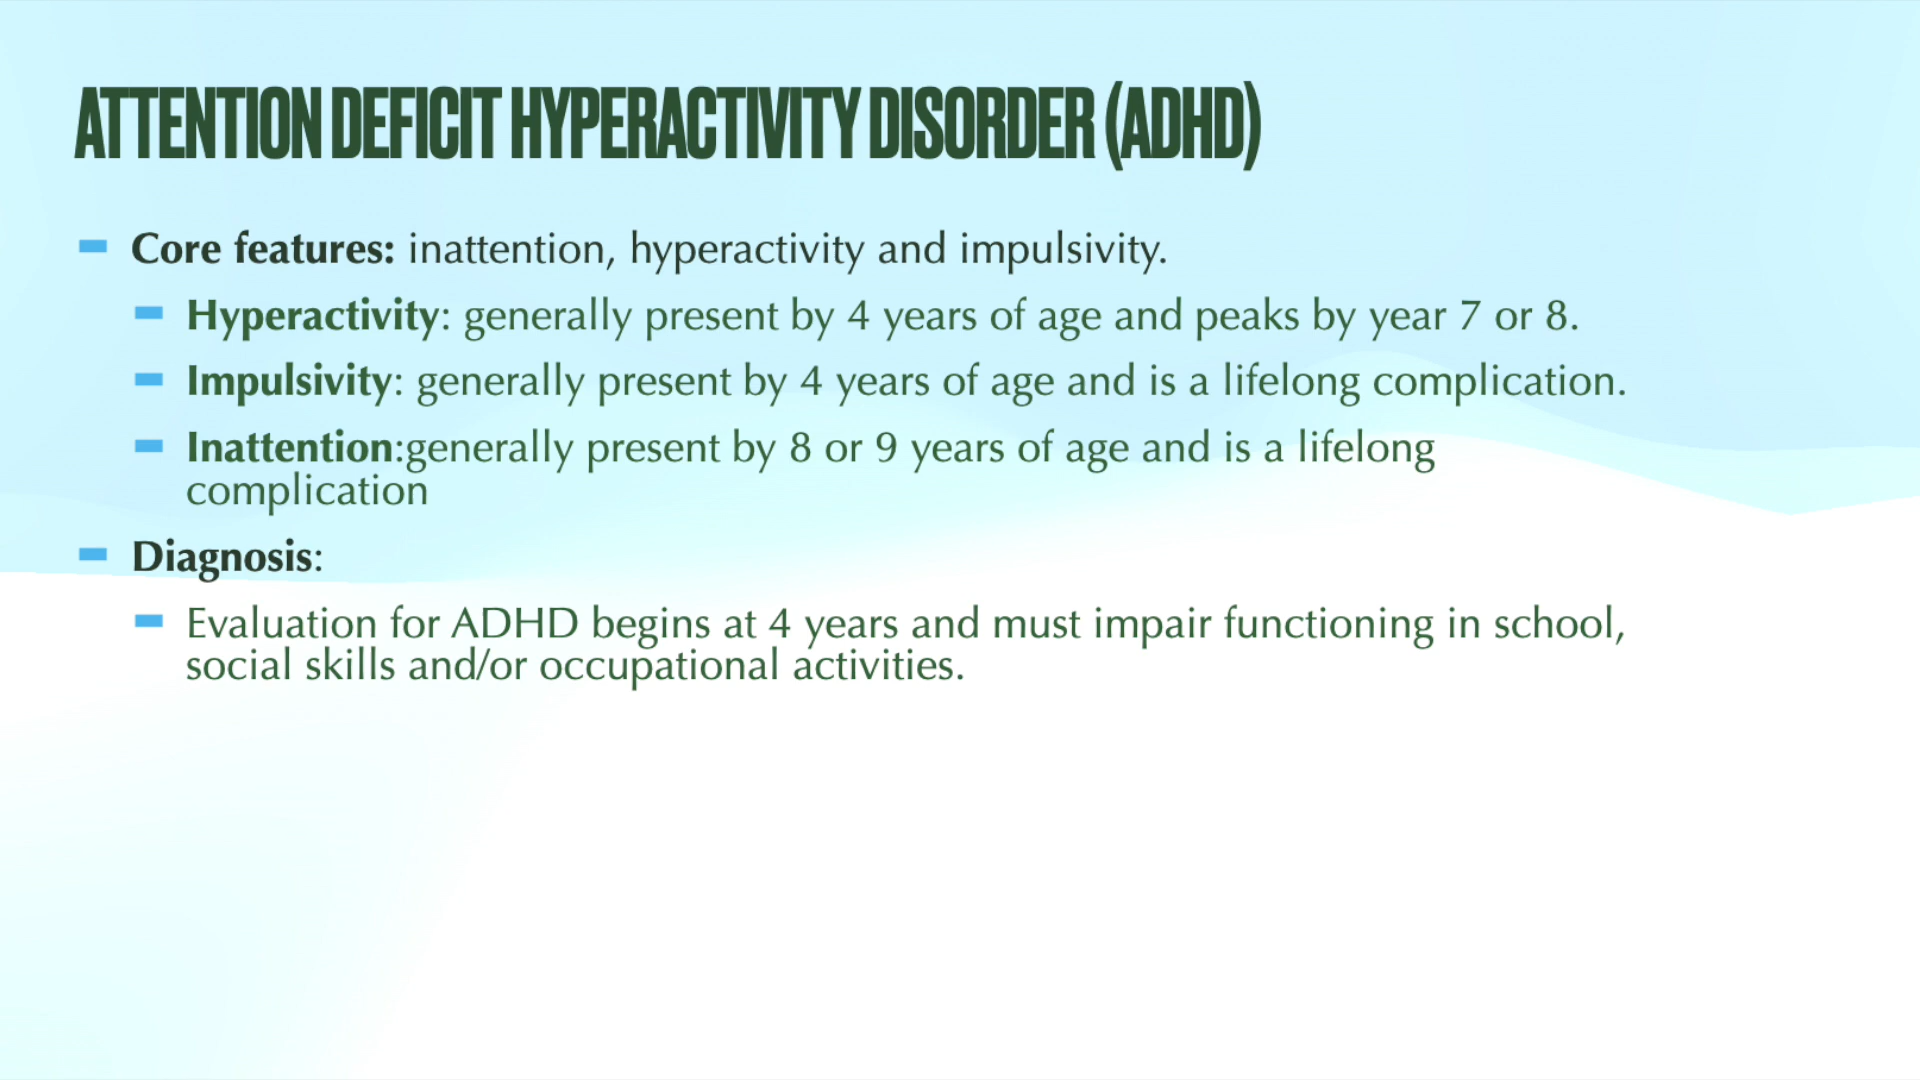 ATTENTION DEFICIT HYPERACTIVITY DISORDER (ADHD)
Core features: inattention, hyperactivity and impulsivity.
Hyperactivity: generally present by 4 years of age and peaks by year 7 or 8.
Impulsivity: generally present by 4 years of age and is a lifelong complication.
Inattention:generally present by 8 or 9 years of age and is a lifelong
complication
Diagnosis:
Evaluation for ADHD begins at 4 years and must impair functioning in school,
social skills and/or occupational activities.